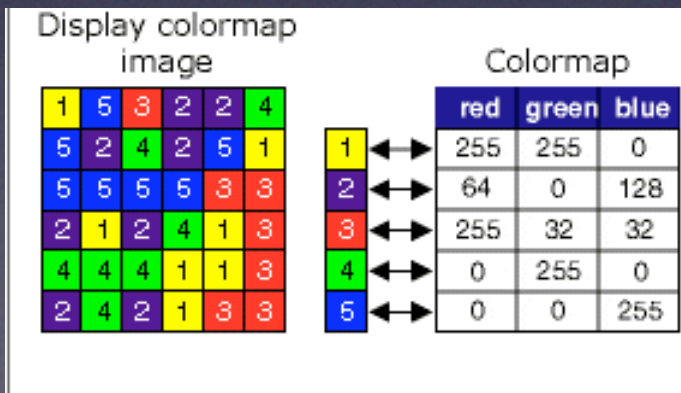 Display colormap
image
Colormap
red green blue
1 5 3 2 2 4
5 2 4 2 5 1 1 255 255 0
5 5 5 5 3 3 2 64 0 128
2 1 2 4 1 3 3 255 32 32
4 4 4 1 1 3 4 0 255 0
2 4 2 1 3 3 5 0 0 255